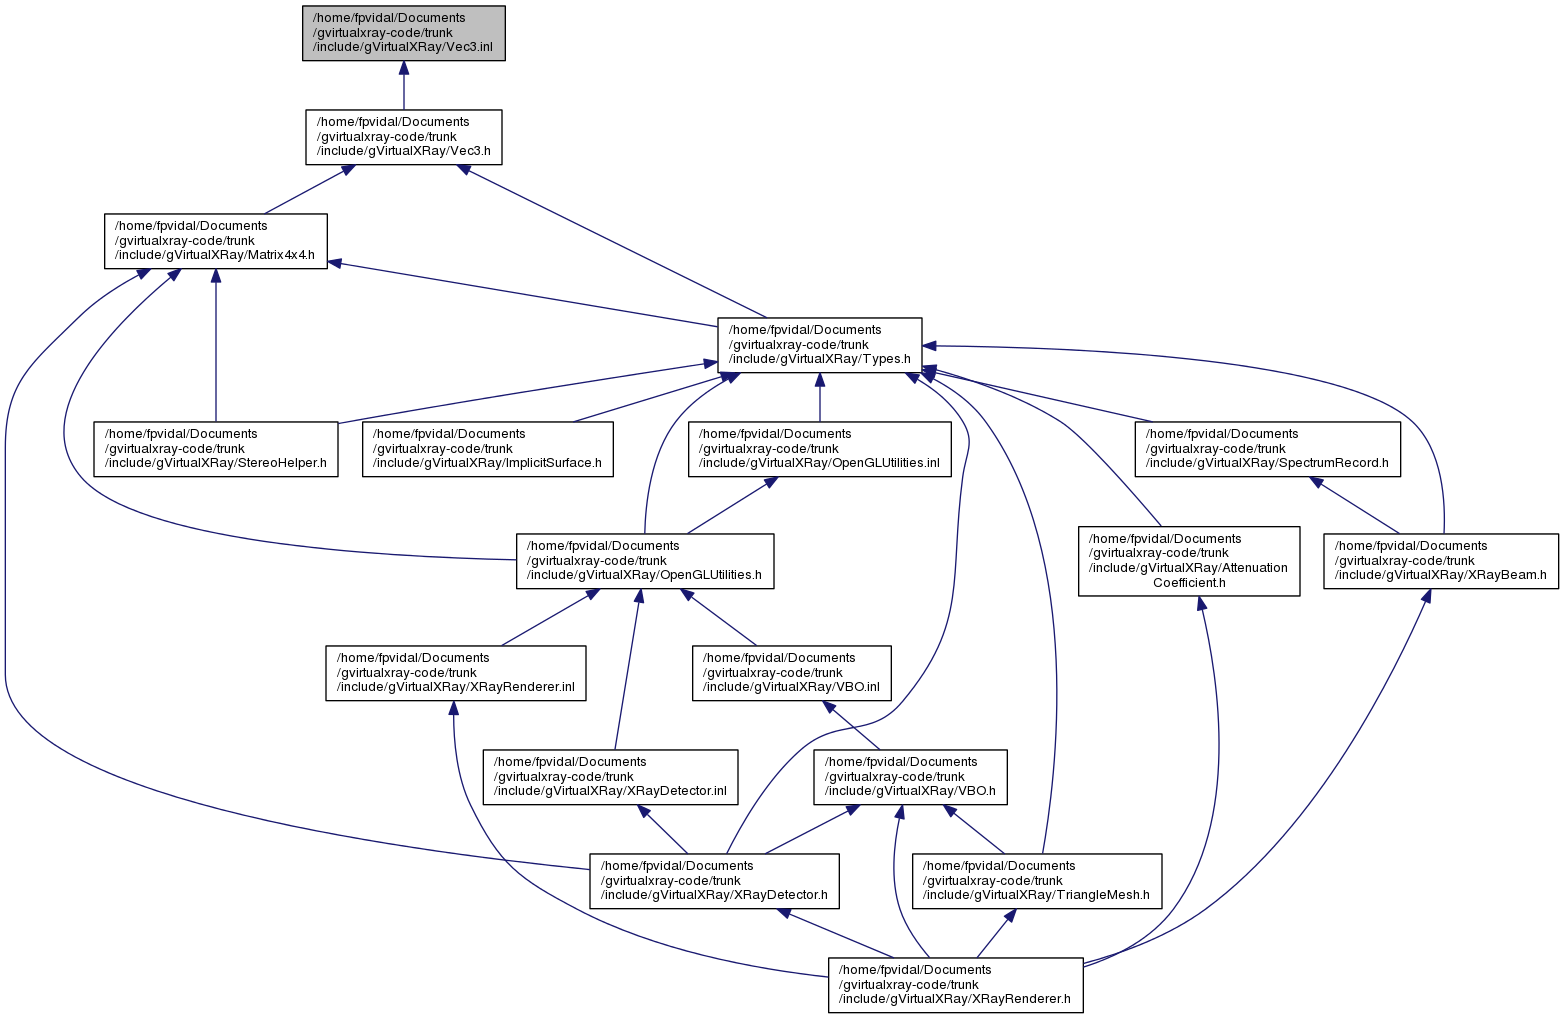 /home/fpvidal/Documents
/gvirtualxray-code/trunk
/include/gVirtualXRay/Vec3.inl
/home/fpvidal/Documents
/gvirtualxray-code/trunk
/include/gVirtualXRay/Vec3.h
/home/fpvidal/Documents
/gvirtualxray-code/trunk
/include/gVirtualXRay/Matrix4x4.h
/home/fpvidal/Documents
/gvirtualxray-code/trunk
/include/gVirtualXRay/Types.h
/home/fpvidal/Documents
/gvirtualxray-code/trunk
/include/gVirtualXRay/StereoHelper.h
/home/fpvidal/Documents
/gvirtualxray-code/trunk
/include/gVirtualXRay/ImplicitSurface.h
/home/fpvidal/Documents
/gvirtualxray-code/trunk
/include/gVirtualXRay/OpenGLUtilities.inl
/home/fpvidal/Documents
/gvirtualxray-code/trunk
/include/gVirtualXRay/SpectrumRecord.h
/home/fpvidal/Documents
/gvirtualxray-code/trunk
/include/gVirtualXRay/OpenGLUtilities.h
/home/fpvidal/Documents
/gvirtualxray-code/trunk
/include/gVirtualXRay/Attenuation
Coefficient.h
/home/fpvidal/Documents
/gvirtualxray-code/trunk
/include/gVirtualXRay/XRayBeam.h
/home/fpvidal/Documents
/gvirtualxray-code/trunk
/include/gVirtualXRay/XRayRenderer.inl
/home/fpvidal/Documents
/gvirtualxray-code/trunk
/include/gVirtualXRay/VBO.inl
/home/fpvidal/Documents
/gvirtualxray-code/trunk
/include/gVirtualXRay/XRayDetector.inl
/home/fpvidal/Documents
/gvirtualxray-code/trunk
/include/gVirtualXRay/VBO.h
/home/fpvidal/Documents
/gvirtualxray-code/trunk
/include/gVirtualXRay/XRayDetector.h
/home/fpvidal/Documents
/gvirtualxray-code/trunk
/include/gVirtualXRay/TriangleMesh.h
/home/fpvidal/Documents
/gvirtualxray-code/trunk
/include/gVirtualXRay/XRayRenderer.h